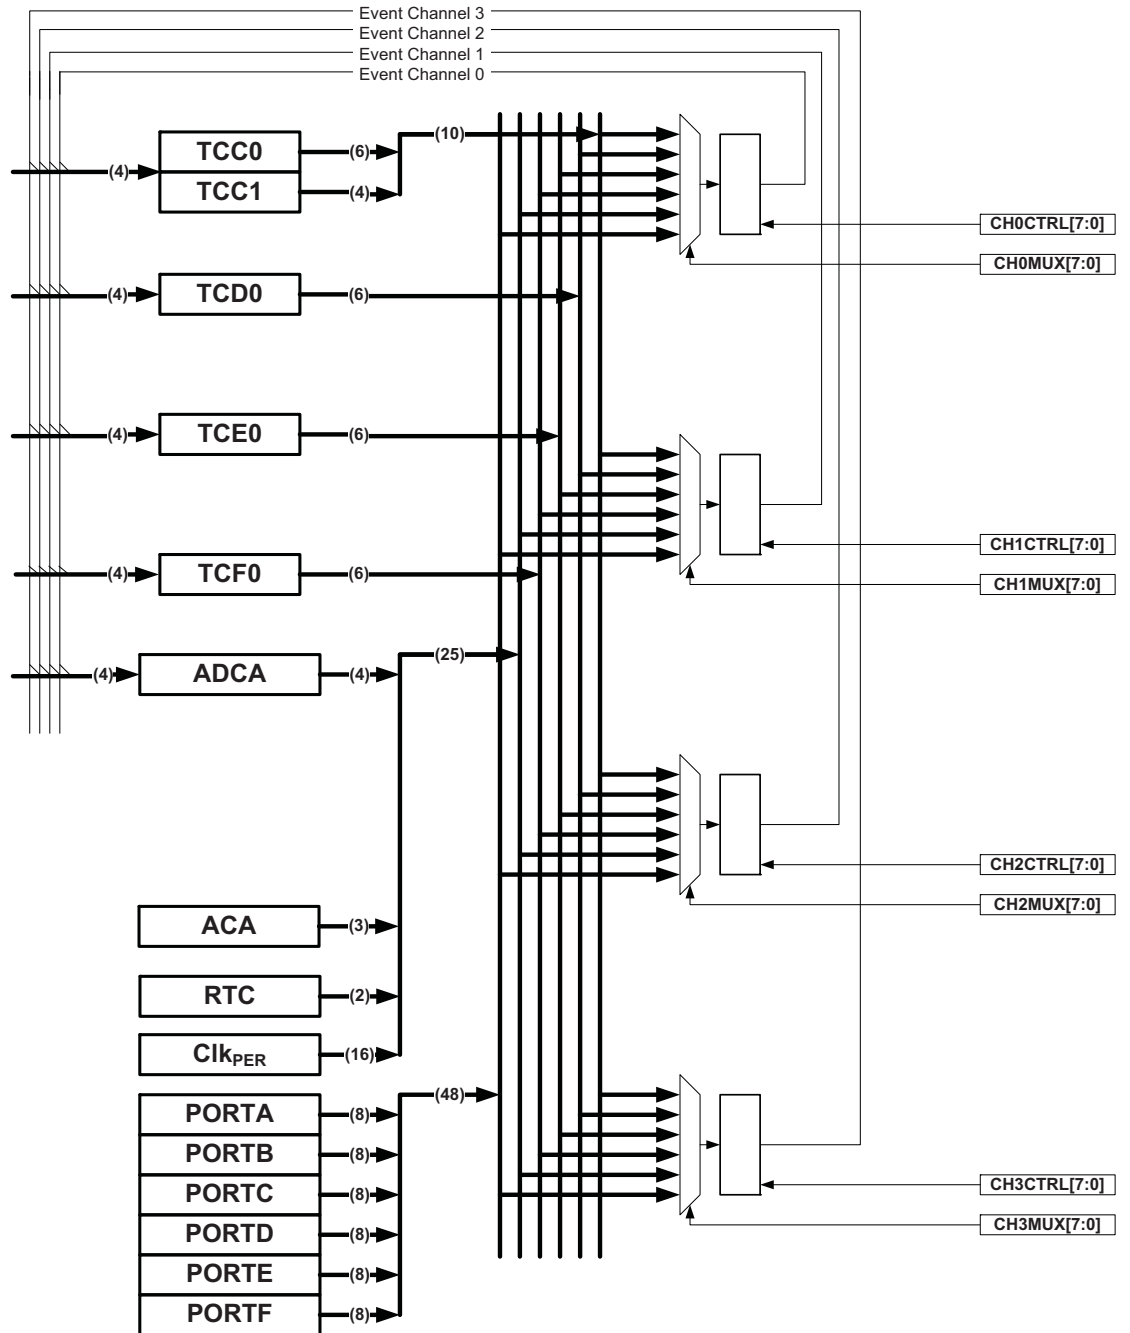 Event Channel 3
Event Channel 2
Event Channel 1
Event Channel 0
(10)
TCC0 (6)
(4)
TCC1 (4)
CH0CTRL[7:0]
CH0MUX[7:0]
(4) TCD0 (6)
(4) TCE0 (6)
CH1CTRL[7:0]
(4) TCF0 (6)
CH1MUX[7:0]
(25)
(4) ADCA (4)
CH2CTRL[7:0]
CH2MUX[7:0]
ACA (3)
RTC (2)
ClkPER (16)
(48)
PORTA (8)
PORTB (8)
CH3CTRL[7:0]
PORTC (8)
CH3MUX[7:0]
PORTD (8)
PORTE (8)
PORTF (8)